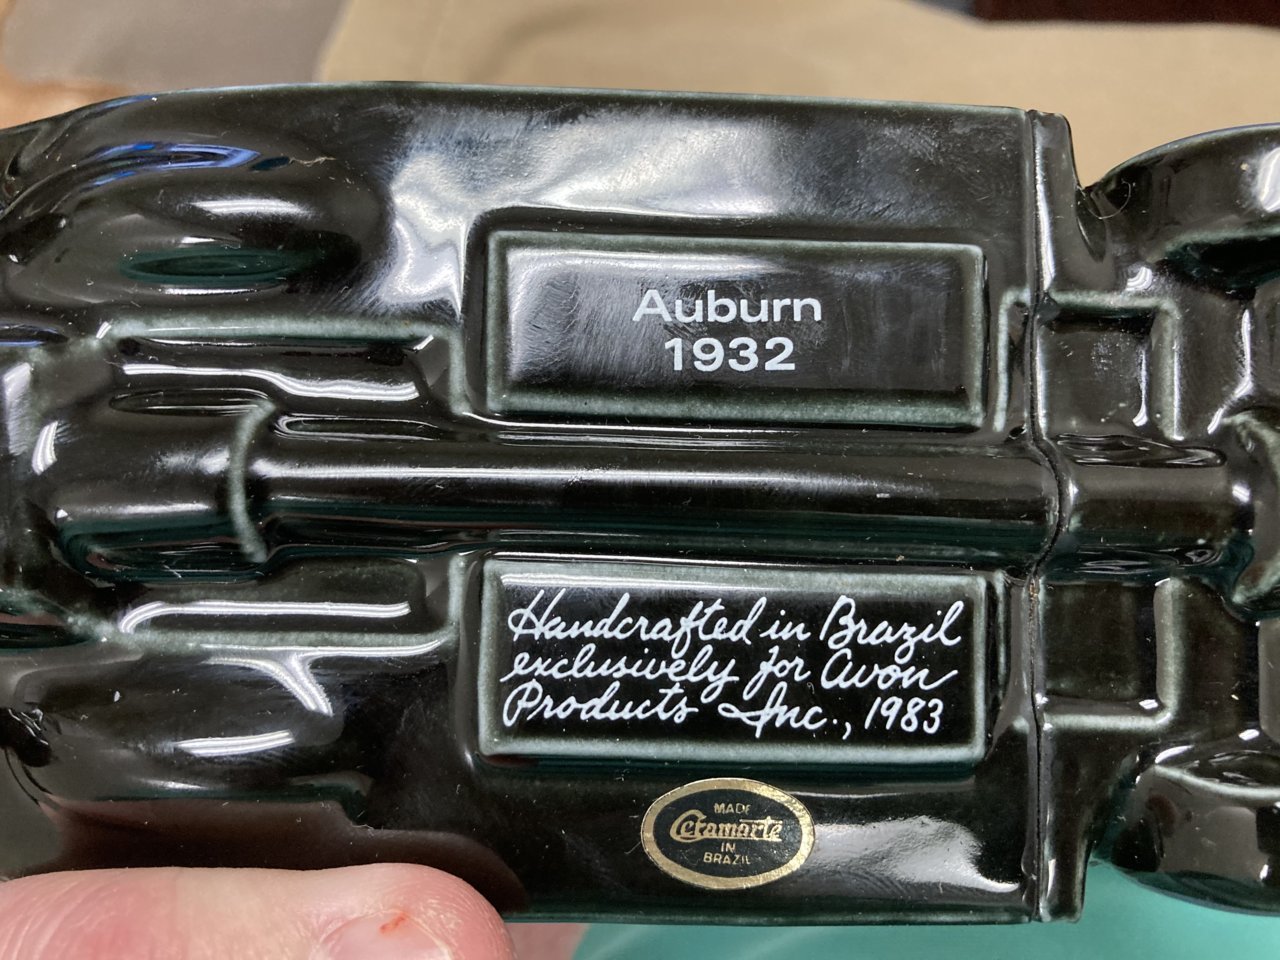 Auburn
1932
Handcrafted in Brazil
exclusively for Avon
Products Inc., 1983
MADE
Ceramarte
IN
BRAZIL